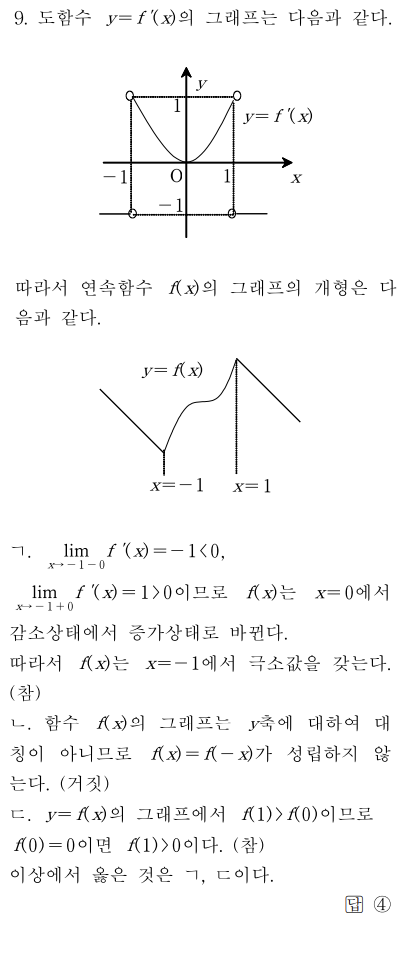 9. 도함수 y=f′(x)의 그래프는 다음과 같다.
y
1
y=f′(x)
-1 O 1 x
-1
따라서 연속함수 f(x)의 그래프의 개형은 다
음과 같다.
y=f(x)
x=-1 x=1
ㄱ. lim f′(x)=-1<0,
x→-1-0
lim f′(x)=1>0이므로 f(x)는 x=0에서
x→-1+0
감소상태에서 증가상태로 바뀐다.
따라서 f(x)는 x=-1에서 극소값을 갖는다.
(참)
ㄴ. 함수 f(x)의 그래프는 y축에 대하여 대
칭이 아니므로 f(x)=f(-x)가 성립하지 않
는다. (거짓)
ㄷ. y=f(x)의 그래프에서 f(1)>f(0)이므로
f(0)=0이면 f(1)>0이다. (참)
이상에서 옳은 것은 ㄱ, ㄷ이다.
답 ④